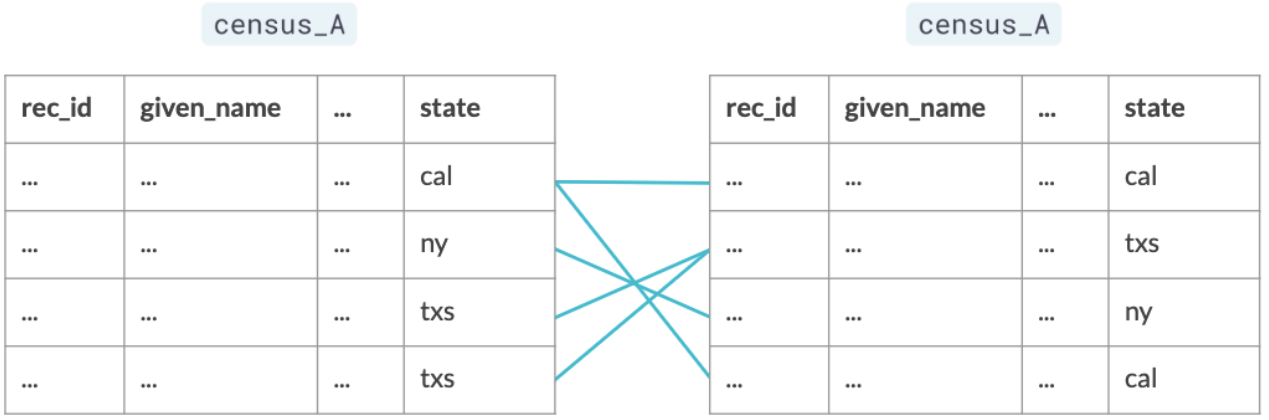 census_A census_A
rec_id given_name ... state rec_id given_name ... state
... ... ... cal ... ... ... cal
... ... ... ny ... ... ... txs
... ... ... txs ... ... ... ny
... ... ... txs ... ... ... cal